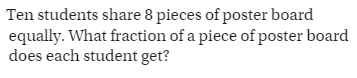 Ten students share 8 pieces of poster board
equally. What fraction of a piece of poster board
does each student get?